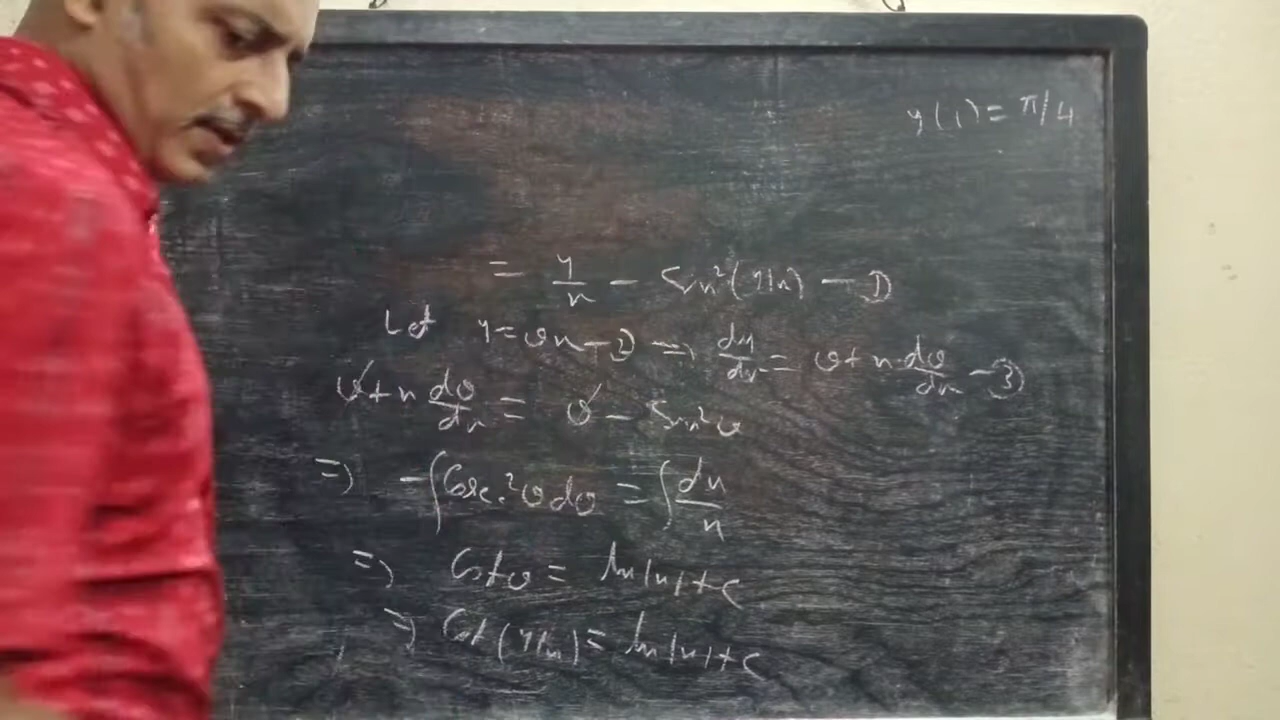 y(1) = π/4
= y/x - Sin²(y/x) - ①
Let y = vx - ② => dy/dx = v + x·dv/dx - ③
v + x dv/dx = v - Sin²v
=> -∫Cosec²v dv = ∫dx/x
=> Cot v = ln|x| + c
=> Cot(y/x) = ln|x| + c